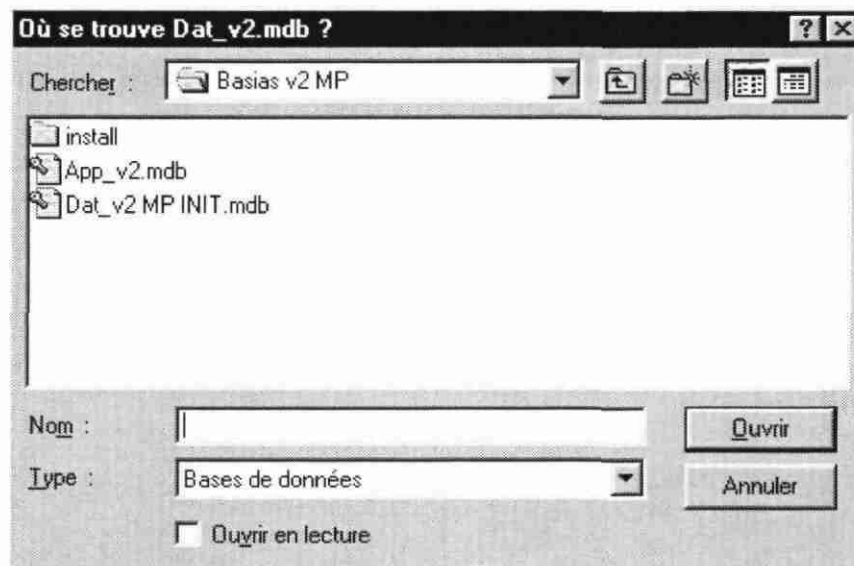 Où se trouve Dat_v2.mdb ?
Chercher : Basias v2 MP
install
App_v2.mdb
Dat_v2 MP INIT.mdb
Nom :
Ouvrir
Type : Bases de données
Annuler
Ouvrir en lecture